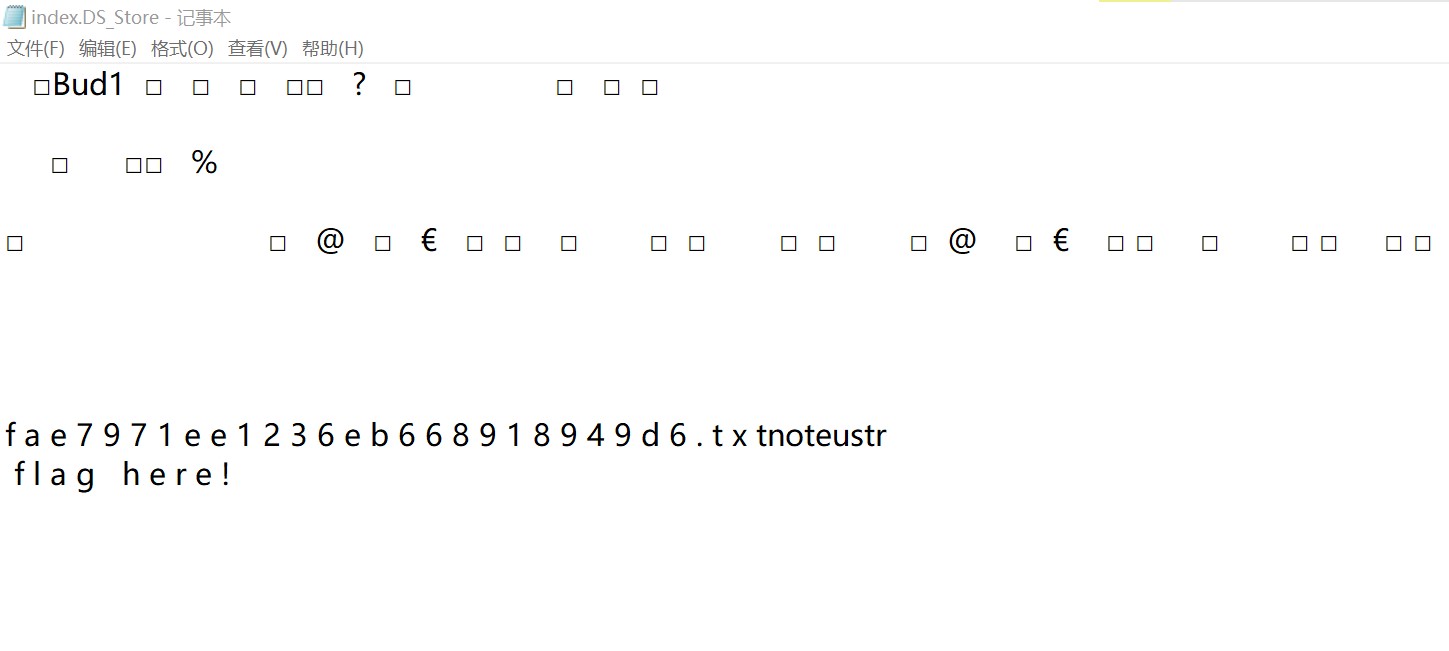 index.DS_Store - 记事本
文件(F) 编辑(E) 格式(O) 查看(V) 帮助(H)
□Bud1 □ □ □ □□ ? □ □ □ □
□ □□ %
□ □ @ □ € □ □ □ □ □ □ □ □ @ □ € □ □ □ □ □ □ □
f a e 7 9 7 1 e e 1 2 3 6 e b 6 6 8 9 1 8 9 4 9 d 6 . t x tnoteustr
f l a g h e r e !